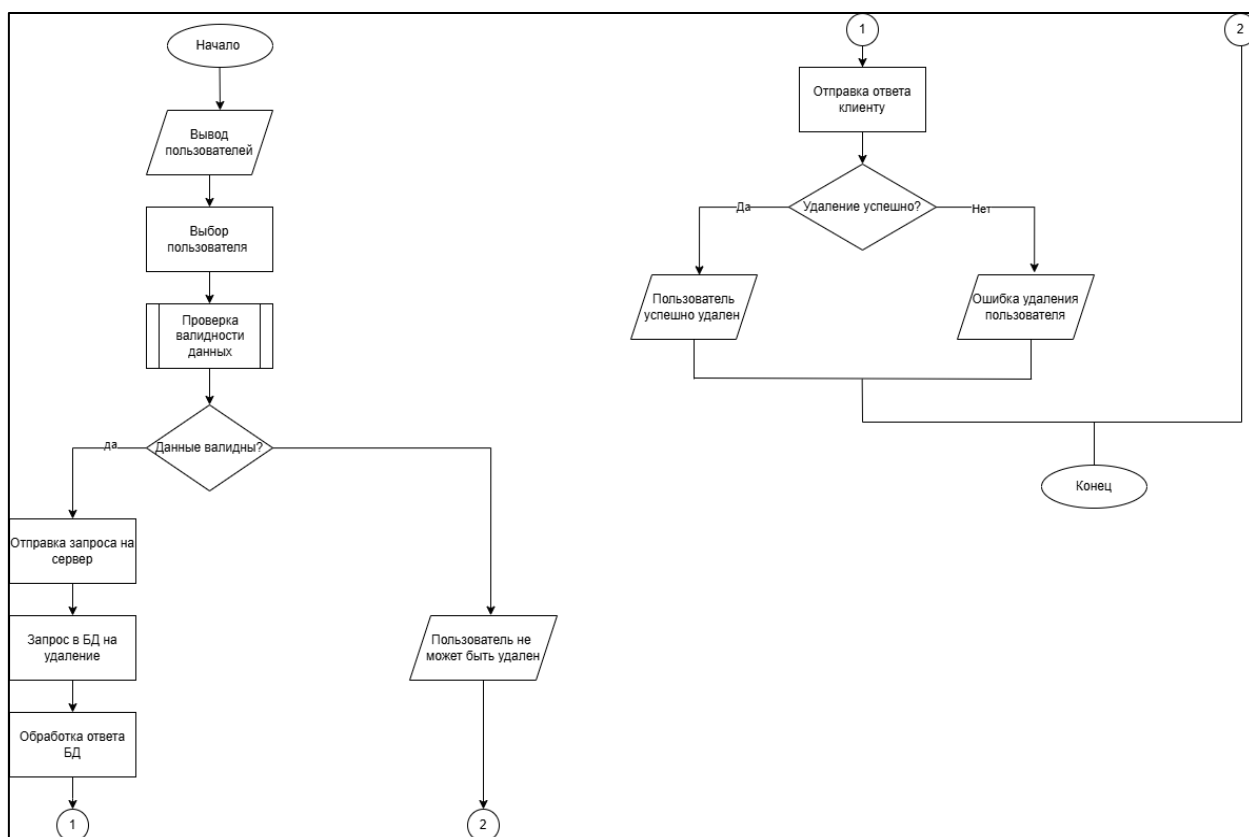 Начало
Вывод
пользователей
Выбор
пользователя
Проверка
валидности
данных
Данные валидны?
да
Отправка запроса на
сервер
Запрос в БД на
удаление
Обработка ответа
БД
1
Пользователь не
может быть удален
2
1
Отправка ответа
клиенту
Удаление успешно?
Да
Нет
Пользователь
успешно удален
Ошибка удаления
пользователя
2
Конец